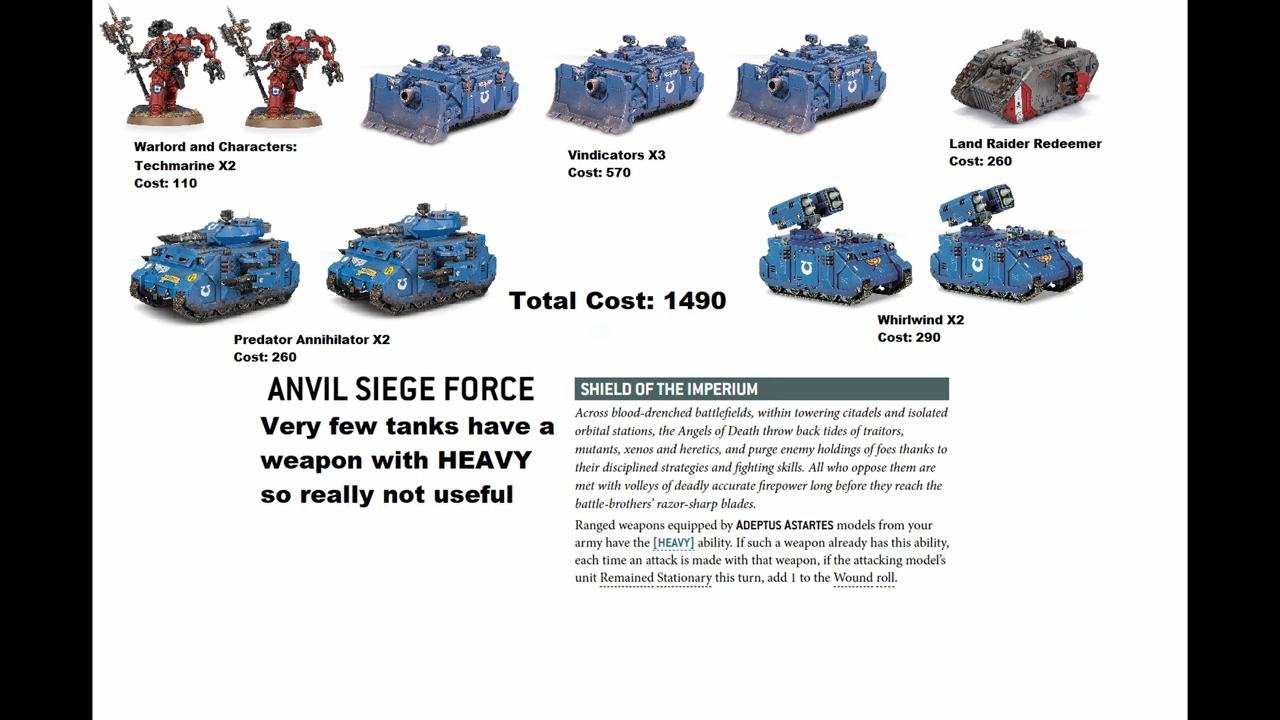 Warlord and Characters:
Techmarine X2
Cost: 110
Vindicators X3
Cost: 570
Land Raider Redeemer
Cost: 260
Predator Annihilator X2
Cost: 260
Total Cost: 1490
Whirlwind X2
Cost: 290
ANVIL SIEGE FORCE
Very few tanks have a
weapon with HEAVY
so really not useful
SHIELD OF THE IMPERIUM
Across blood-drenched battlefields, within towering citadels and isolated
orbital stations, the Angels of Death throw back tides of traitors,
mutants, xenos and heretics, and purge enemy holdings of foes thanks to
their disciplined strategies and fighting skills. All who oppose them are
met with volleys of deadly accurate firepower long before they reach the
battle-brothers' razor-sharp blades.
Ranged weapons equipped by ADEPTUS ASTARTES models from your
army have the [HEAVY] ability. If such a weapon already has this ability,
each time an attack is made with that weapon, if the attacking model's
unit Remained Stationary this turn, add 1 to the Wound roll.